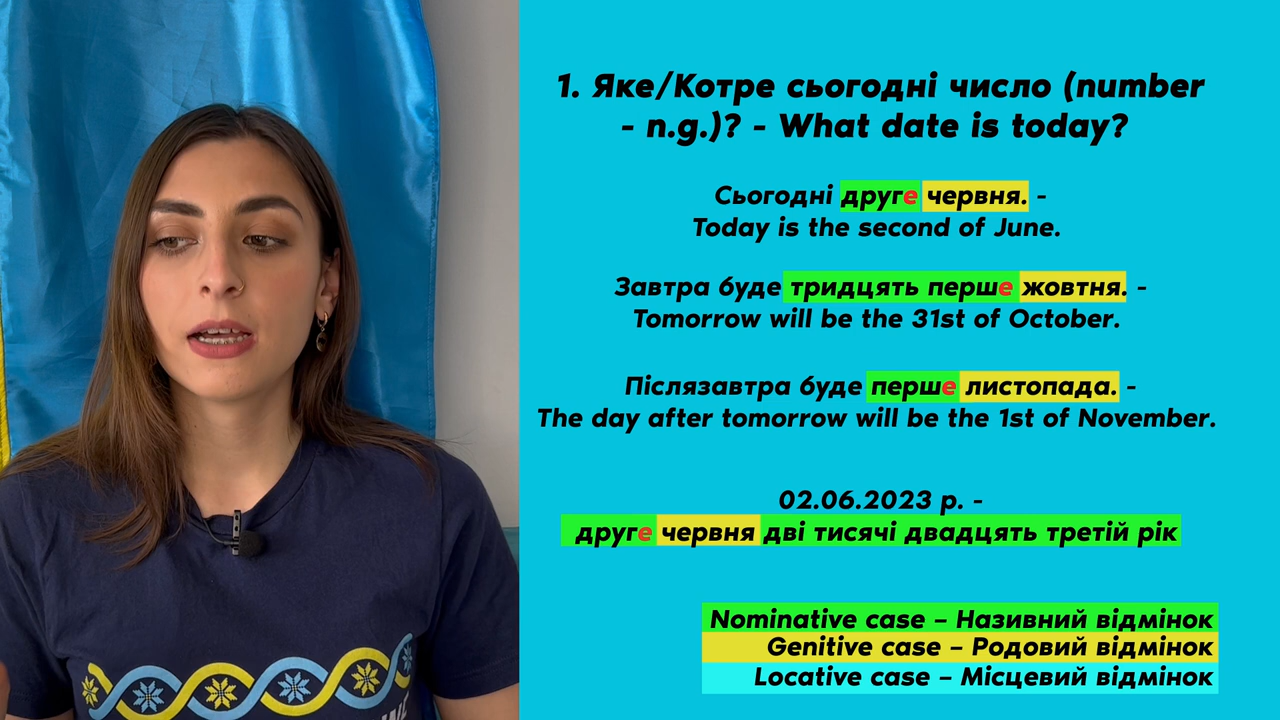 1. Яке/Котре сьогодні число (number
- n.g.)? - What date is today?
Сьогодні друге червня. -
Today is the second of June.
Завтра буде тридцять перше жовтня. -
Tomorrow will be the 31st of October.
Післязавтра буде перше листопада. -
The day after tomorrow will be the 1st of November.
02.06.2023 р. -
друге червня дві тисячі двадцять третій рік
Nominative case – Називний відмінок
Genitive case – Родовий відмінок
Locative case – Місцевий відмінок